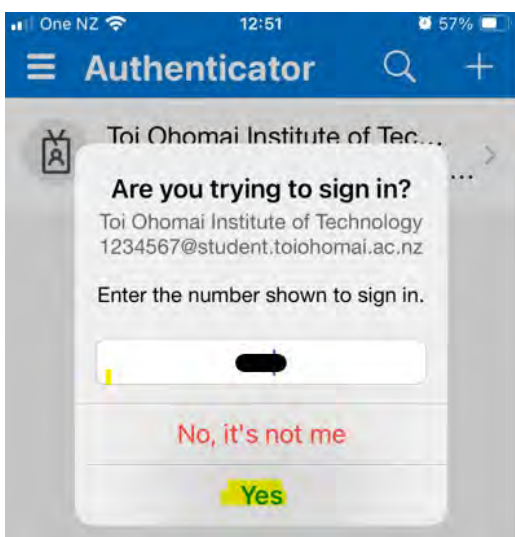 One NZ 12:51 57%
Authenticator
Toi Ohomai Institute of Tec...
...
Are you trying to sign in?
Toi Ohomai Institute of Technology
1234567@student.toiohomai.ac.nz
Enter the number shown to sign in.
No, it's not me
Yes